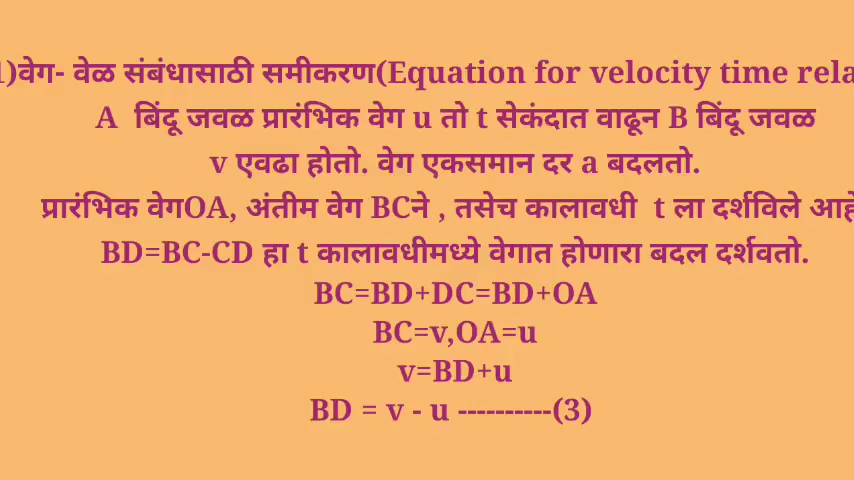 1)वेग- वेळ संबंधासाठी समीकरण(Equation for velocity time rela
A बिंदू जवळ प्रारंभिक वेग u तो t सेकंदात वाढून B बिंदू जवळ
v एवढा होतो. वेग एकसमान दर a बदलतो.
प्रारंभिक वेगOA, अंतीम वेग BCने , तसेच कालावधी t ला दर्शविले आहे
BD=BC-CD हा t कालावधीमध्ये वेगात होणारा बदल दर्शवतो.
BC=BD+DC=BD+OA
BC=v,OA=u
v=BD+u
BD = v - u ----------(3)